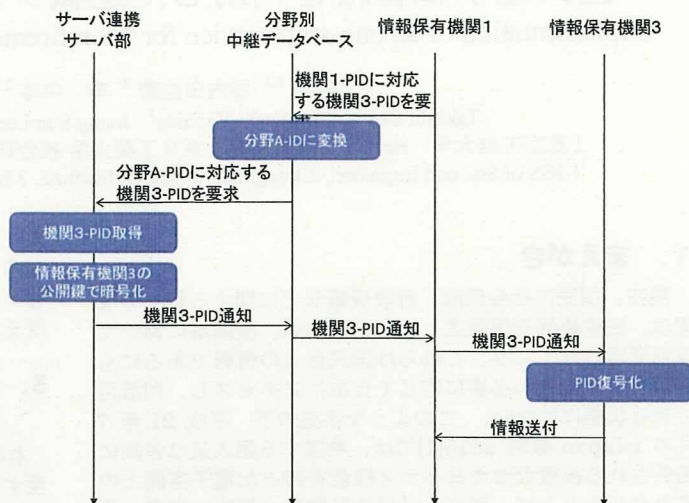 サーバ連携
サーバ部
分野別
中継データベース
情報保有機関1
情報保有機関3
機関1-PIDに対応
する機関3-PIDを要
分野A-IDに変換
分野A-PIDに対応する
機関3-PIDを要求
機関3-PID取得
情報保有機関3の
公開鍵で暗号化
機関3-PID通知
機関3-PID通知
機関3-PID通知
PID復号化
情報送付